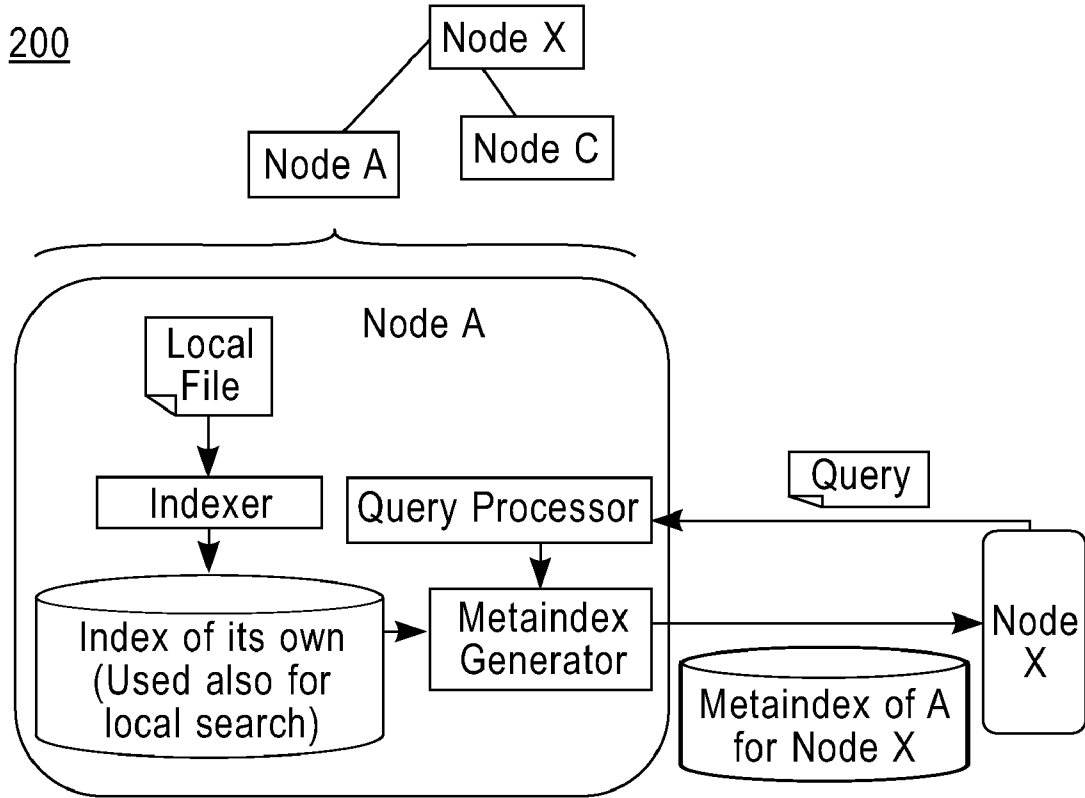 200
Node X
Node A
Node C
Node A
Local
File
Indexer
Query Processor
Query
Index of its own
(Used also for
local search)
Metaindex
Generator
Node
X
Metaindex of A
for Node X